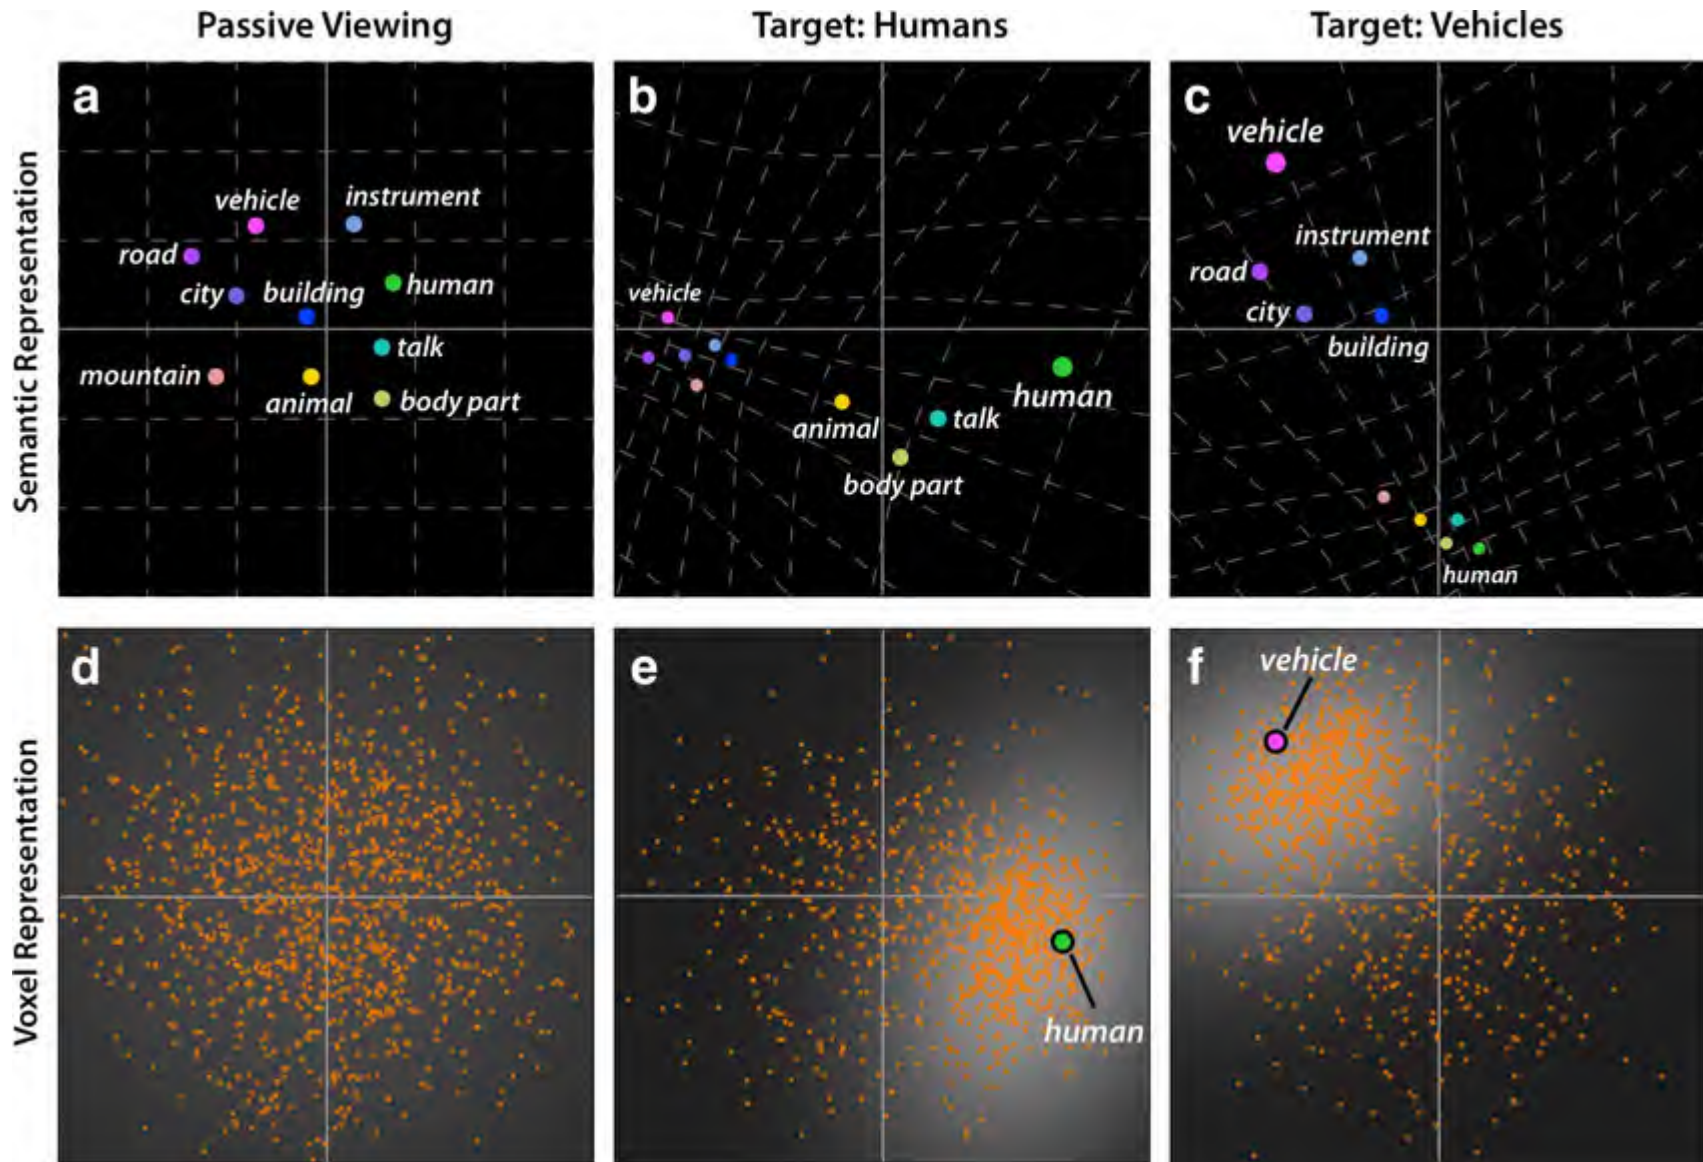 Passive Viewing
Target: Humans
Target: Vehicles
Semantic Representation
a
vehicle
instrument
road
city
building
human
talk
mountain
animal
body part
b
vehicle
human
animal
talk
body part
c
vehicle
instrument
road
city
building
human
Voxel Representation
d
e
human
f
vehicle